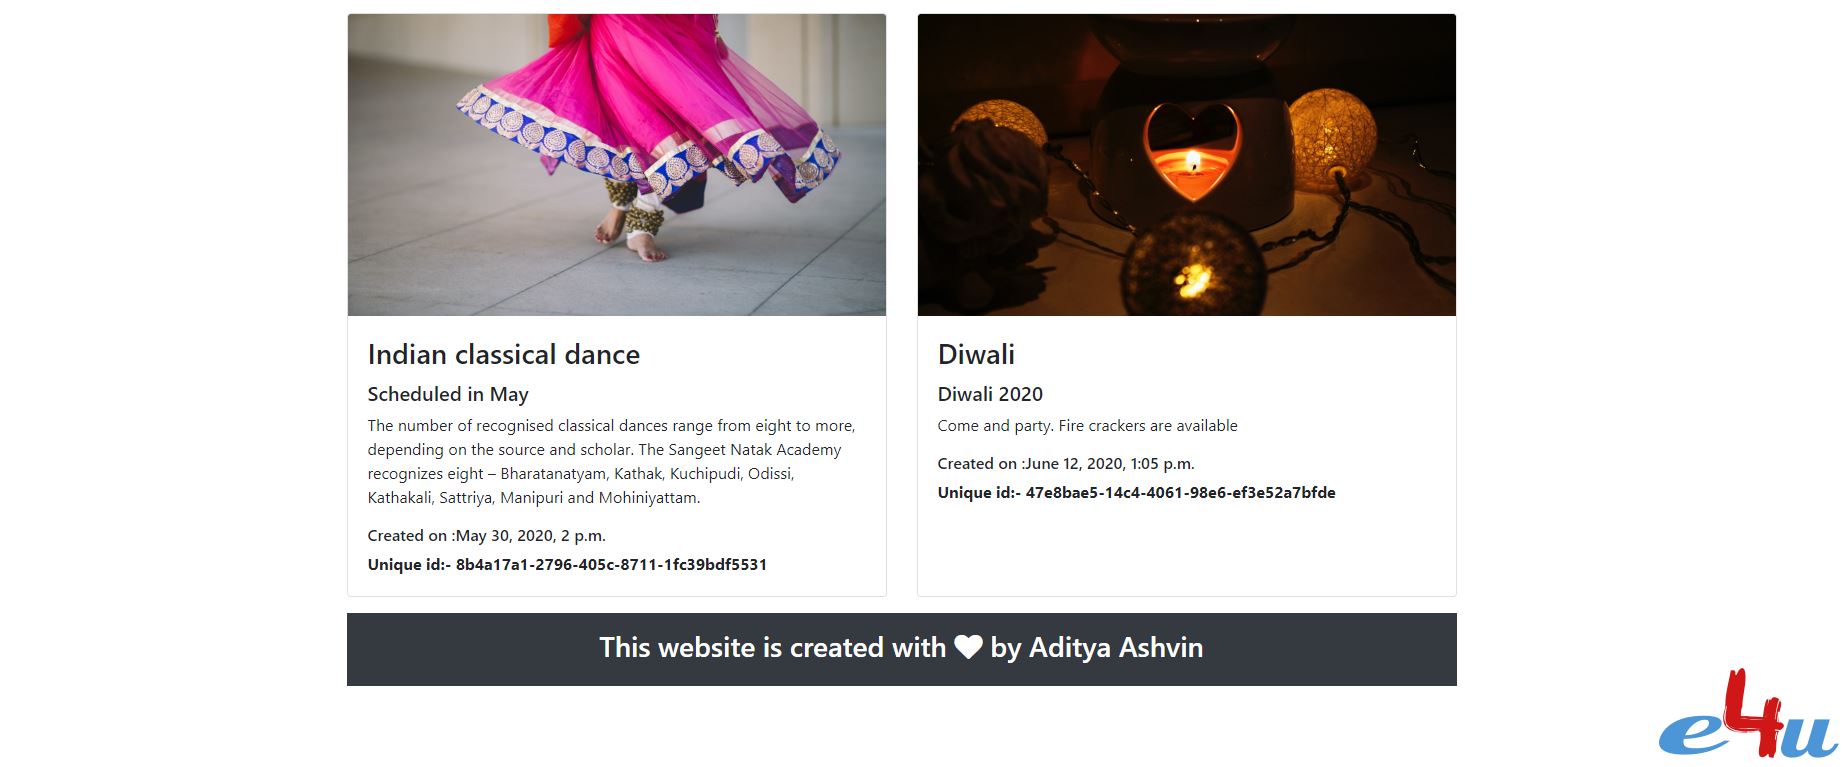 Indian classical dance
Scheduled in May
The number of recognised classical dances range from eight to more,
depending on the source and scholar. The Sangeet Natak Academy
recognizes eight – Bharatanatyam, Kathak, Kuchipudi, Odissi,
Kathakali, Sattriya, Manipuri and Mohiniyattam.
Created on :May 30, 2020, 2 p.m.
Unique id:- 8b4a17a1-2796-405c-8711-1fc39bdf5531
Diwali
Diwali 2020
Come and party. Fire crackers are available
Created on :June 12, 2020, 1:05 p.m.
Unique id:- 47e8bae5-14c4-4061-98e6-ef3e52a7bfde
This website is created with ♥ by Aditya Ashvin
e4u